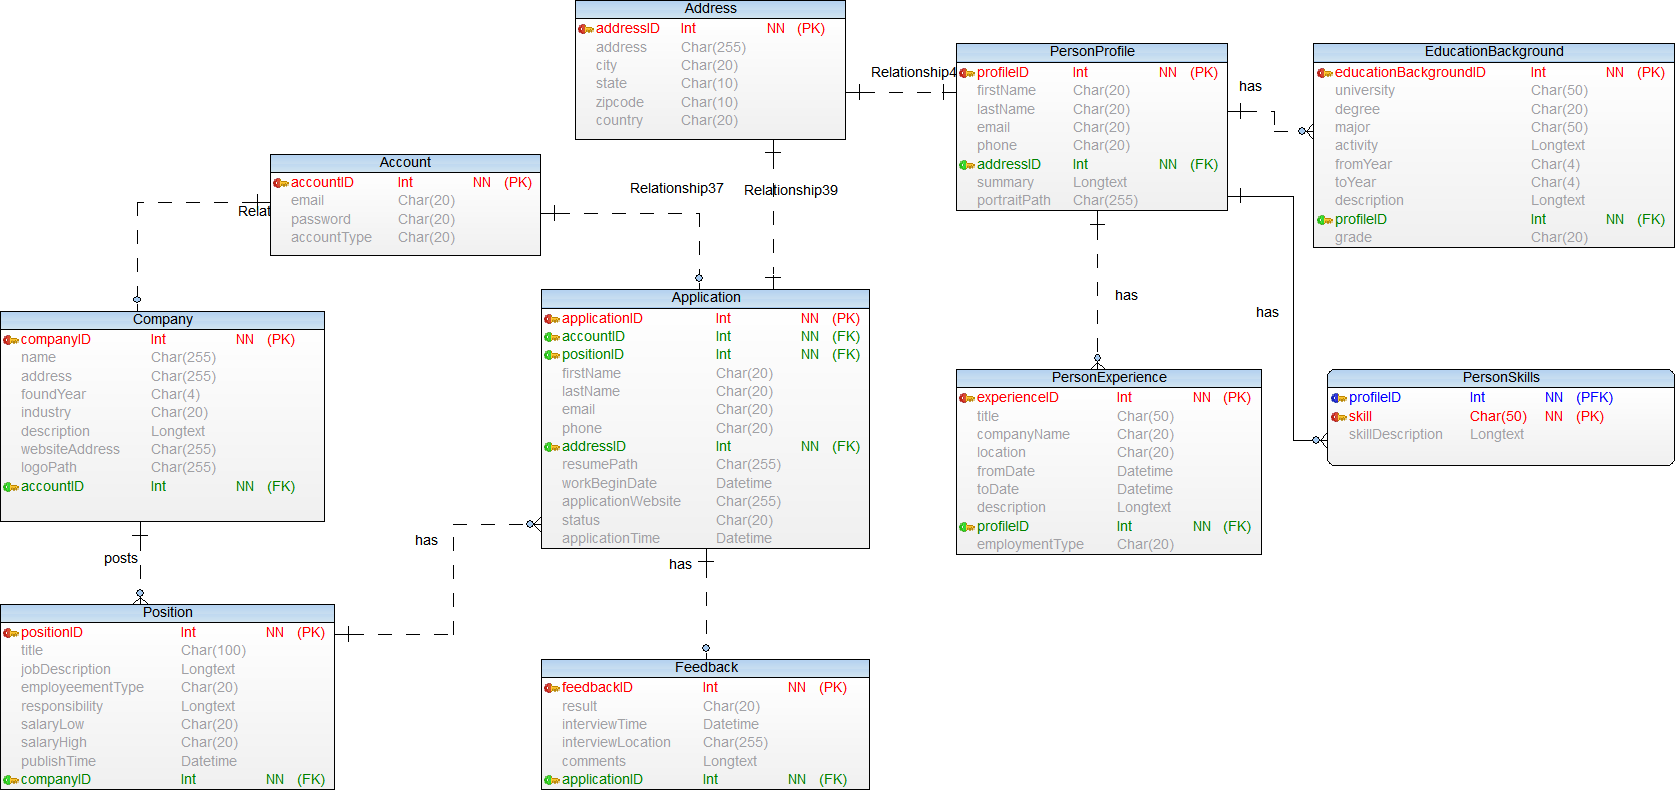 Address
addressID Int NN (PK)
address Char(255)
city Char(20)
state Char(10)
zipcode Char(10)
country Char(20)
Relationship4
PersonProfile
profileID Int NN (PK)
firstName Char(20)
lastName Char(20)
email Char(20)
phone Char(20)
addressID Int NN (FK)
summary Longtext
portraitPath Char(255)
has
EducationBackground
educationBackgroundID Int NN (PK)
university Char(50)
degree Char(20)
major Char(50)
activity Longtext
fromYear Char(4)
toYear Char(4)
description Longtext
profileID Int NN (FK)
grade Char(20)
Account
accountID Int NN (PK)
email Char(20)
password Char(20)
accountType Char(20)
Relat
Relationship37
Relationship39
Company
companyID Int NN (PK)
name Char(255)
address Char(255)
foundYear Char(4)
industry Char(20)
description Longtext
websiteAddress Char(255)
logoPath Char(255)
accountID Int NN (FK)
Application
applicationID Int NN (PK)
accountID Int NN (FK)
positionID Int NN (FK)
firstName Char(20)
lastName Char(20)
email Char(20)
phone Char(20)
addressID Int NN (FK)
resumePath Char(255)
workBeginDate Datetime
applicationWebsite Char(255)
status Char(20)
applicationTime Datetime
has
has
PersonExperience
experienceID Int NN (PK)
title Char(50)
companyName Char(20)
location Char(20)
fromDate Datetime
toDate Datetime
description Longtext
profileID Int NN (FK)
employmentType Char(20)
PersonSkills
profileID Int NN (PFK)
skill Char(50) NN (PK)
skillDescription Longtext
posts
has
has
Position
positionID Int NN (PK)
title Char(100)
jobDescription Longtext
employeementType Char(20)
responsibility Longtext
salaryLow Char(20)
salaryHigh Char(20)
publishTime Datetime
companyID Int NN (FK)
Feedback
feedbackID Int NN (PK)
result Char(20)
interviewTime Datetime
interviewLocation Char(255)
comments Longtext
applicationID Int NN (FK)